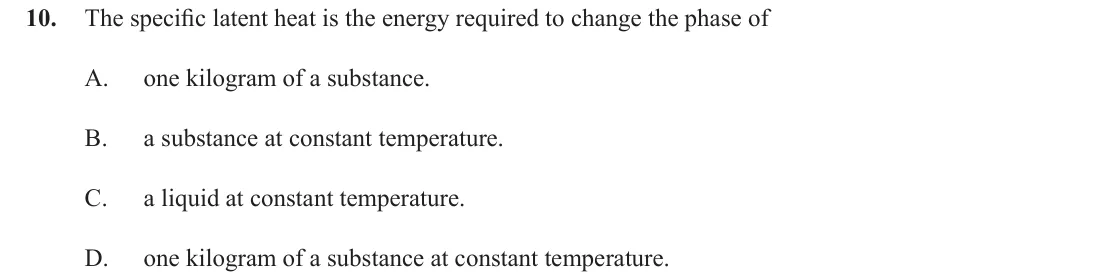 10. The specific latent heat is the energy required to change the phase of
A. one kilogram of a substance.
B. a substance at constant temperature.
C. a liquid at constant temperature.
D. one kilogram of a substance at constant temperature.